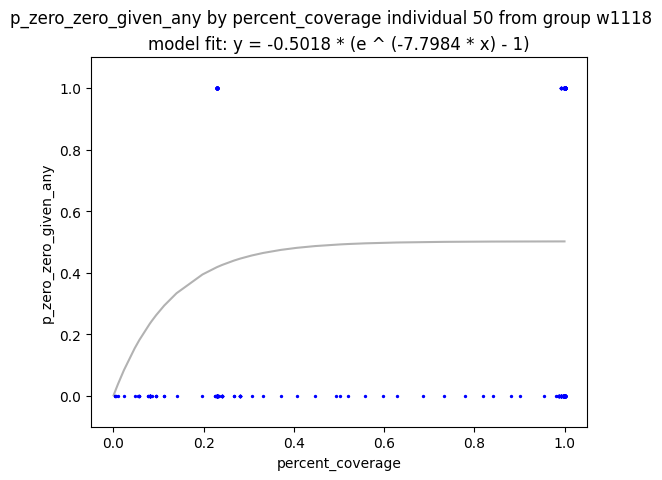 p_zero_zero_given_any by percent_coverage individual 50 from group w1118
model fit: y = -0.5018 * (e ^ (-7.7984 * x) - 1)
1.0
0.8
0.6
0.4
0.2
0.0
p_zero_zero_given_any
0.0 0.2 0.4 0.6 0.8 1.0
percent_coverage